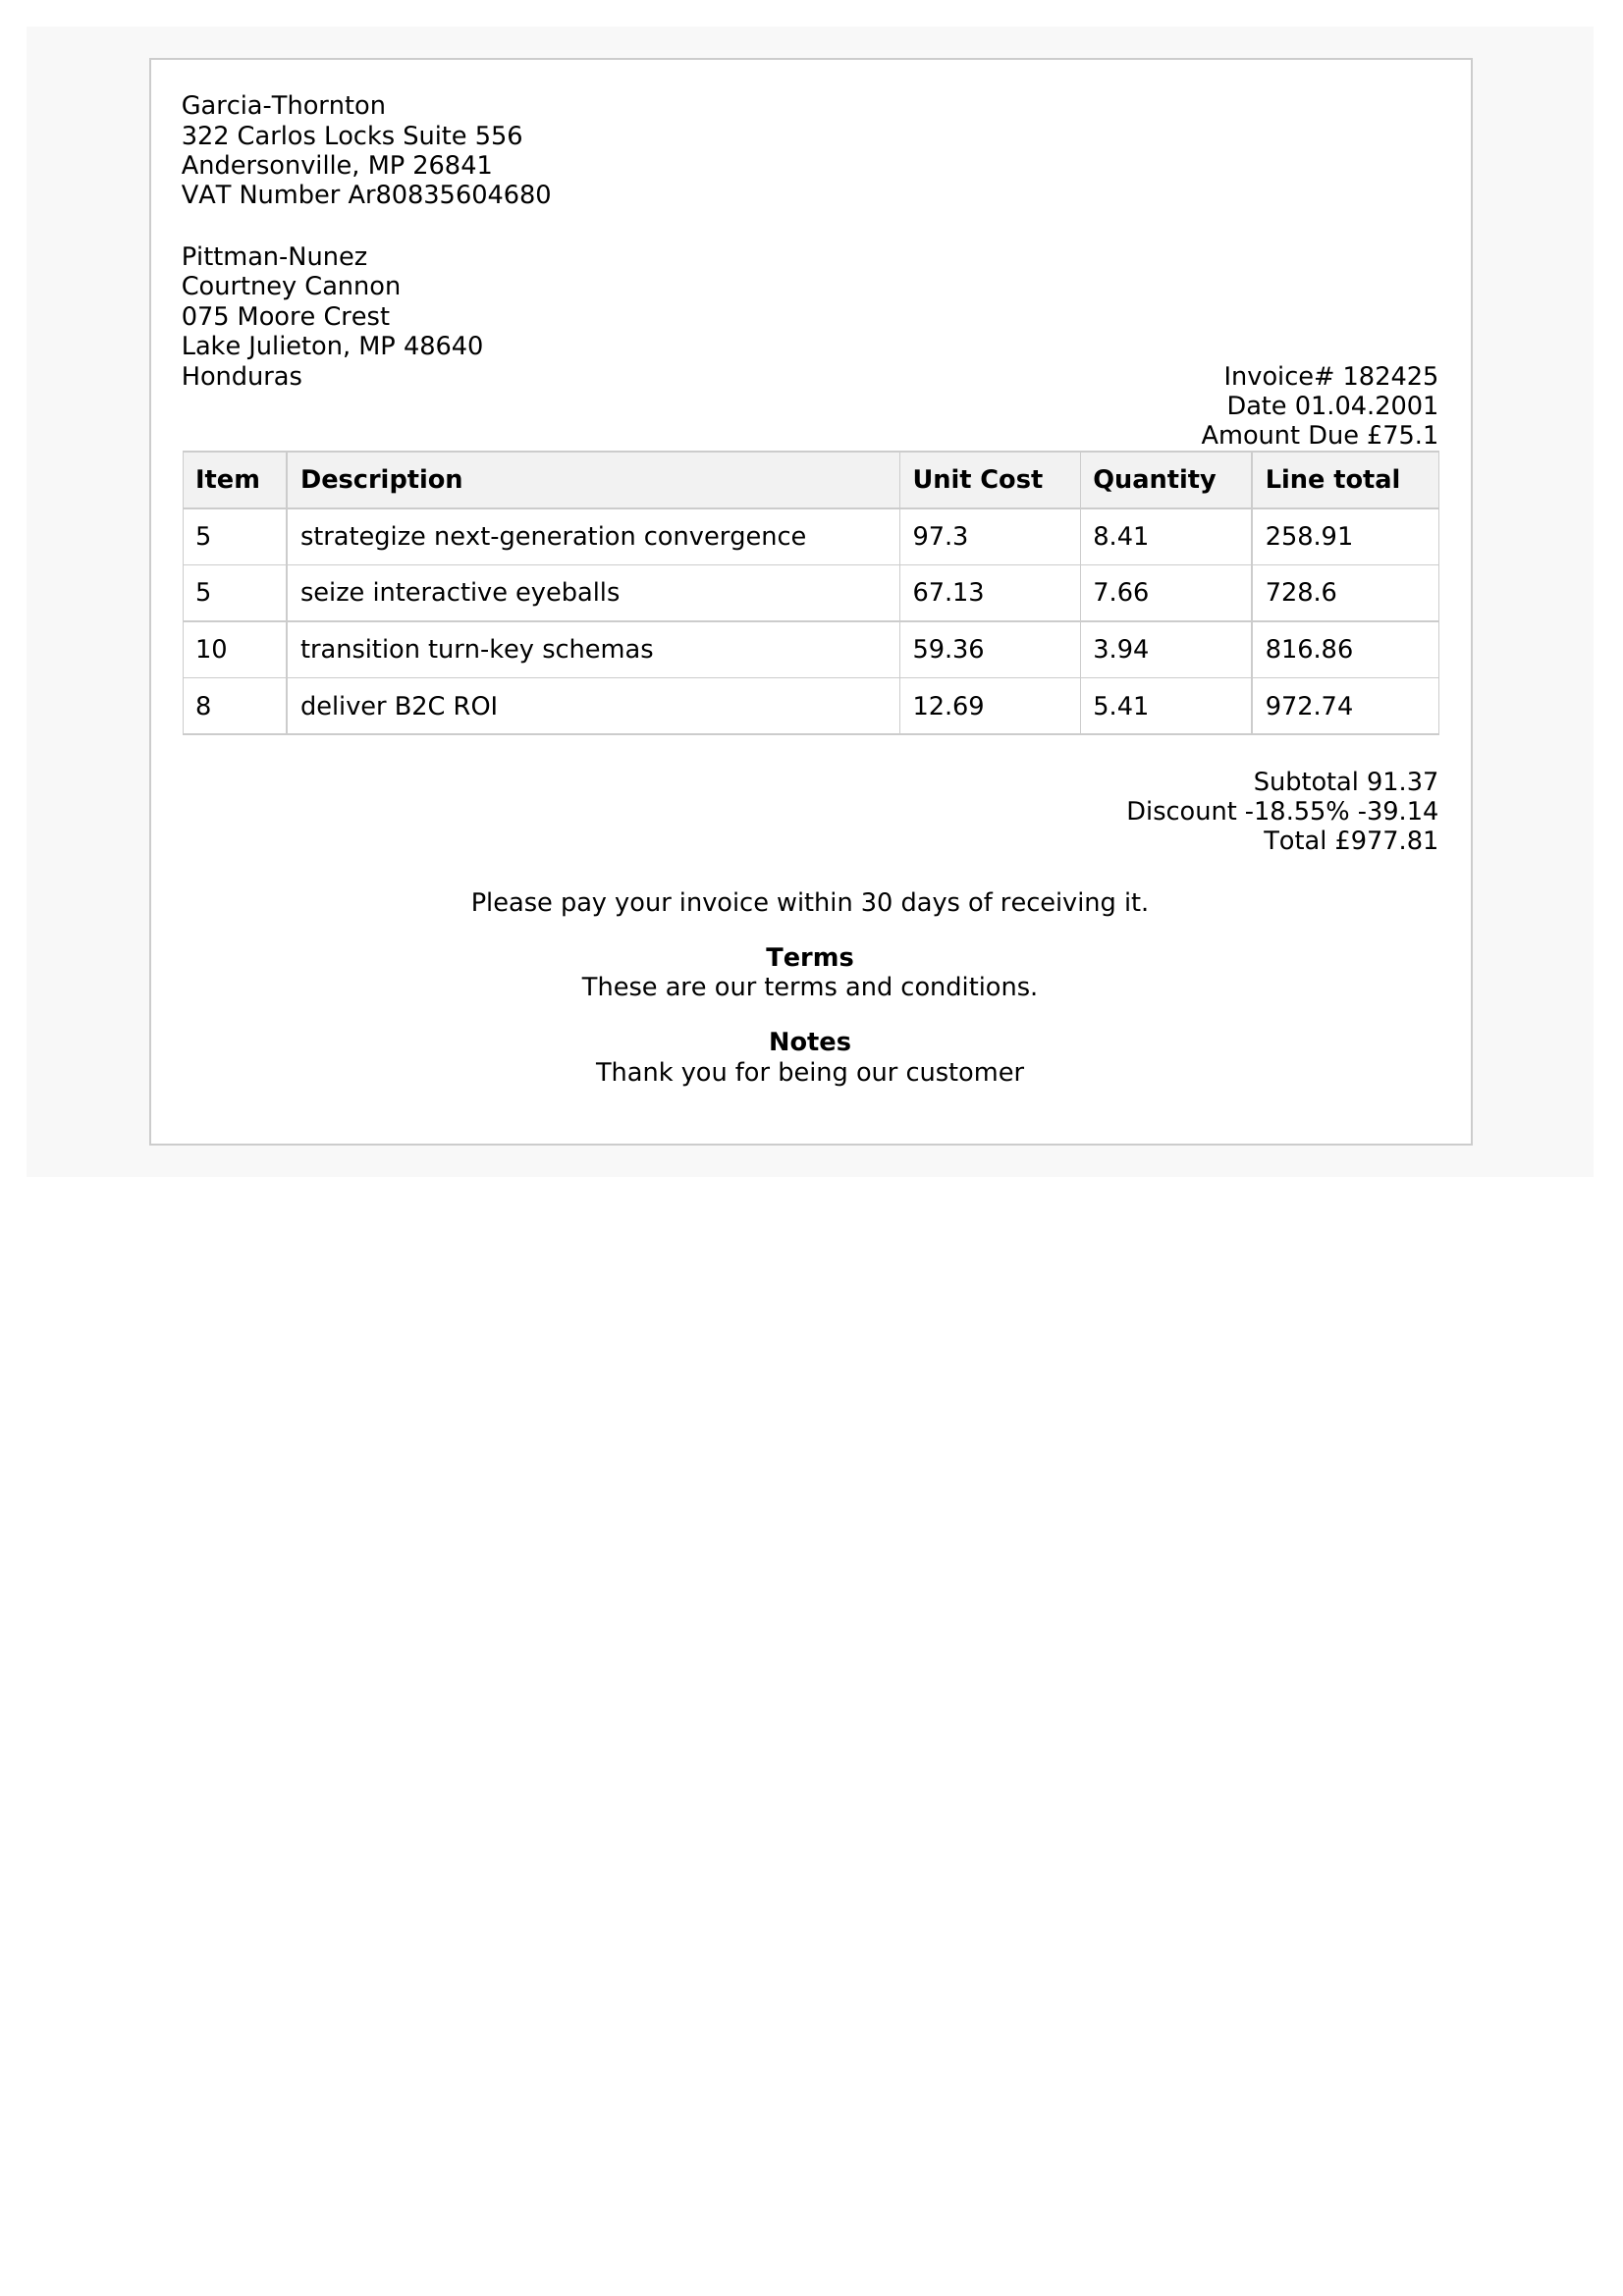 Garcia-Thornton
322 Carlos Locks Suite 556
Andersonville, MP 26841
VAT Number Ar80835604680
Pittman-Nunez
Courtney Cannon
075 Moore Crest
Lake Julieton, MP 48640
Honduras
Invoice# 182425
Date 01.04.2001
Amount Due £75.1
Item Description Unit Cost Quantity Line total
5 strategize next-generation convergence 97.3 8.41 258.91
5 seize interactive eyeballs 67.13 7.66 728.6
10 transition turn-key schemas 59.36 3.94 816.86
8 deliver B2C ROI 12.69 5.41 972.74
Subtotal 91.37
Discount -18.55% -39.14
Total £977.81
Please pay your invoice within 30 days of receiving it.
Terms
These are our terms and conditions.
Notes
Thank you for being our customer